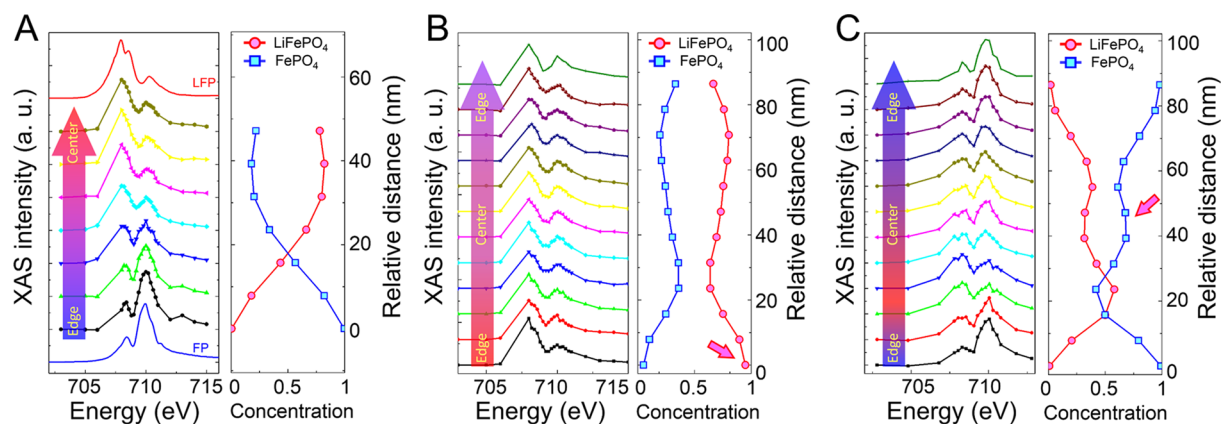 A
XAS intensity (a. u.)
LFP
Center
Edge
FP
705 710 715
Energy (eV)
LiFePO4
FePO4
60
40
20
0
Relative distance (nm)
0 0.5 1
Concentration
B
XAS intensity (a. u.)
Edge
Center
Edge
705 710 715
Energy (eV)
LiFePO4
FePO4
100
80
60
40
20
0
Relative distance (nm)
0 0.5 1
Concentration
C
XAS intensity (a. u.)
Edge
Center
Edge
705 710
Energy (eV)
LiFePO4
FePO4
100
80
60
40
20
0
Relative distance (nm)
0 0.5 1
Concentration